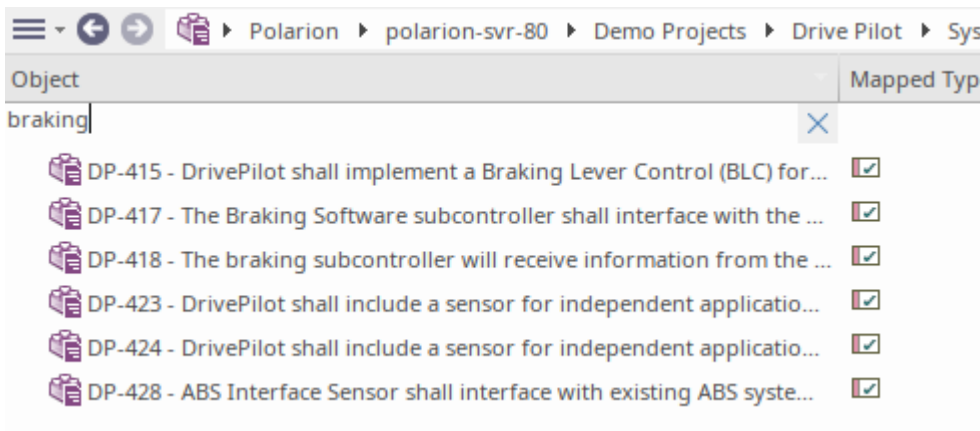 Polarion polarion-svr-80 Demo Projects Drive Pilot Sys
Object Mapped Typ
braking
DP-415 - DrivePilot shall implement a Braking Lever Control (BLC) for...
DP-417 - The Braking Software subcontroller shall interface with the ...
DP-418 - The braking subcontroller will receive information from the ...
DP-423 - DrivePilot shall include a sensor for independent applicatio...
DP-424 - DrivePilot shall include a sensor for independent applicatio...
DP-428 - ABS Interface Sensor shall interface with existing ABS syste...